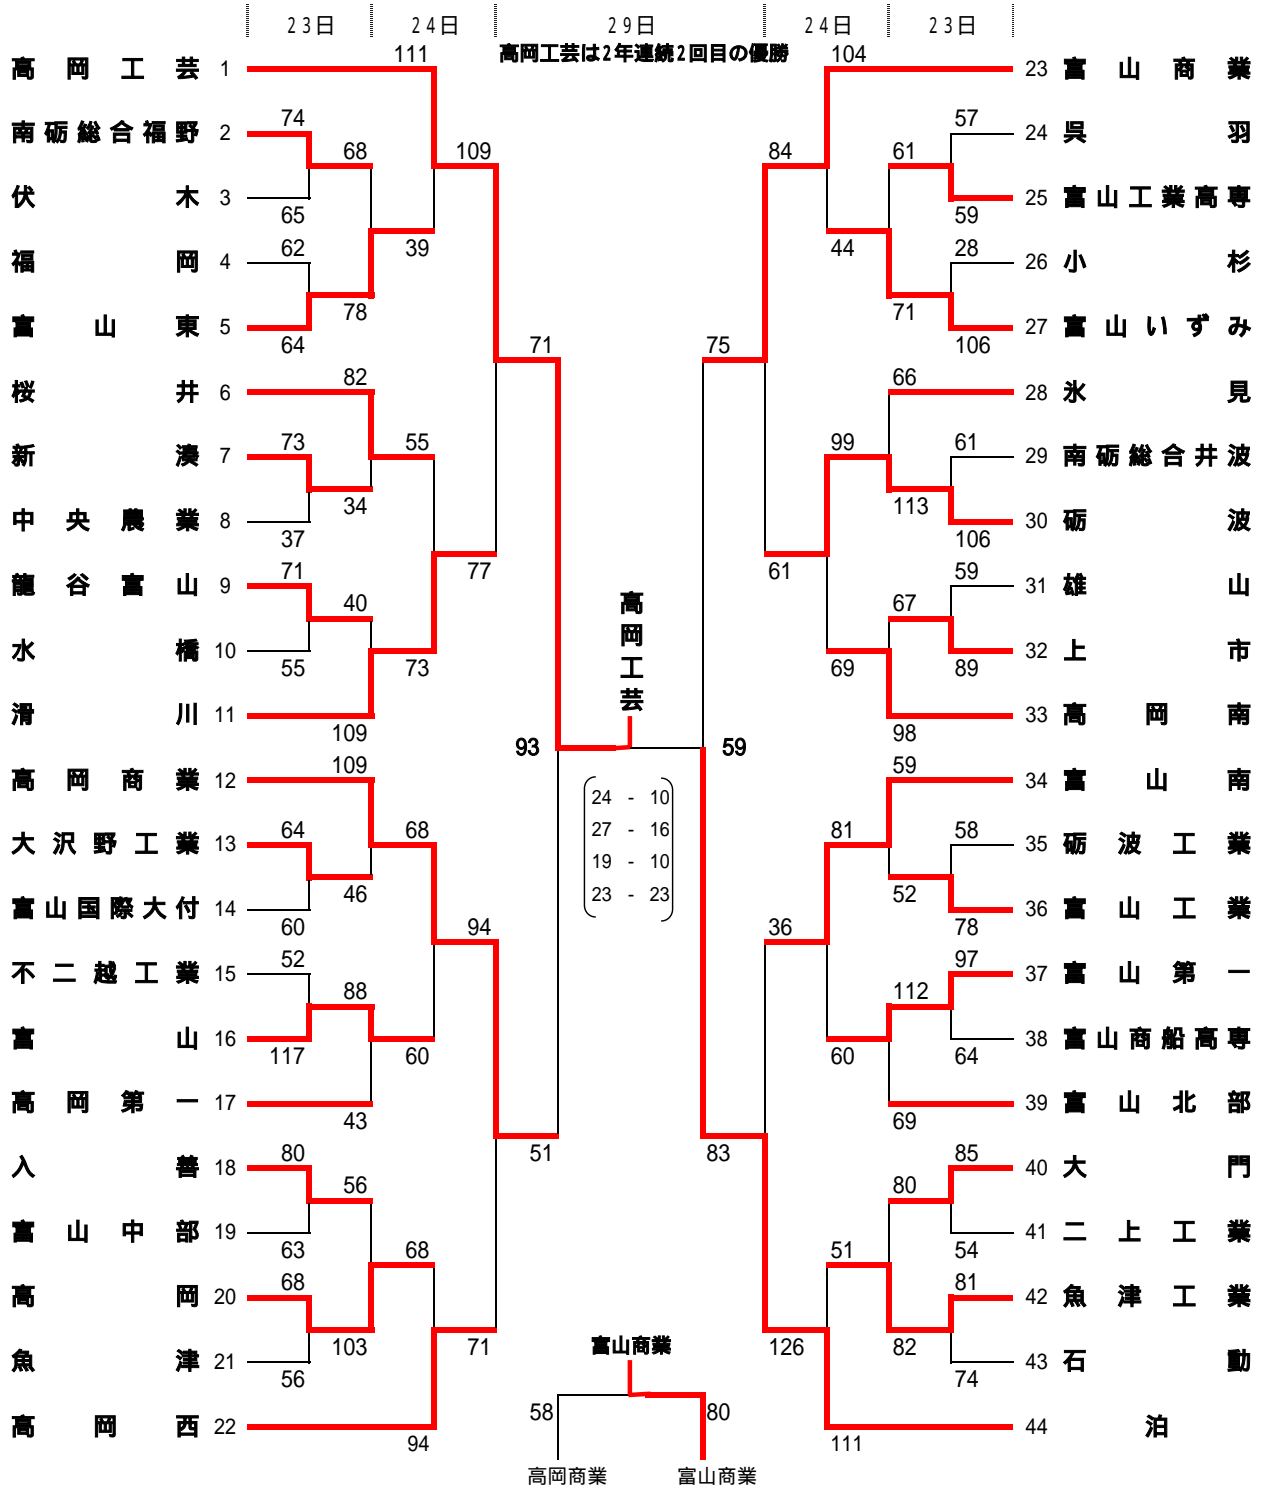 23日 24日 29日 24日 23日
高岡工芸は2年連続2回目の優勝
111 104
高岡工芸 1 23 富山商業
74 57
南砺総合福野 2 24 呉羽
68 109 84 61
伏木 3 25 富山工業高専
65 59
62 39 44 28
福岡 4 26 小杉
78 71
富山東 5 27 富山いずみ
64 71 75 106
82 66
桜井 6 28 氷見
73 55 99 61
新湊 7 29 南砺総合井波
34 113
中央農業 8 30 砺波
37 106
71 77 61 59
龍谷富山 9 31 雄山
40 67
水橋 10 32 上市
55 73 69 89
滑川 11 33 高岡南
109 98
高岡工芸
93 59
109 59
高岡商業 12 34 富山南
24 - 10
27 - 16
19 - 10
23 - 23
64 68 81 58
大沢野工業 13 35 砺波工業
46 52
富山国際大付 14 36 富山工業
60 94 36 78
52 97
不二越工業 15 37 富山第一
88 112
富山 16 38 富山商船高専
117 60 60 64
高岡第一 17 39 富山北部
43 69
80 51 83 85
入善 18 40 大門
56 80
富山中部 19 41 二上工業
63 68 51 54
68 81
高岡 20 42 魚津工業
103 71 126 82
魚津 21 43 石動
56 74
富山商業
58 80
高岡西 22 44 泊
94 111
高岡商業 富山商業